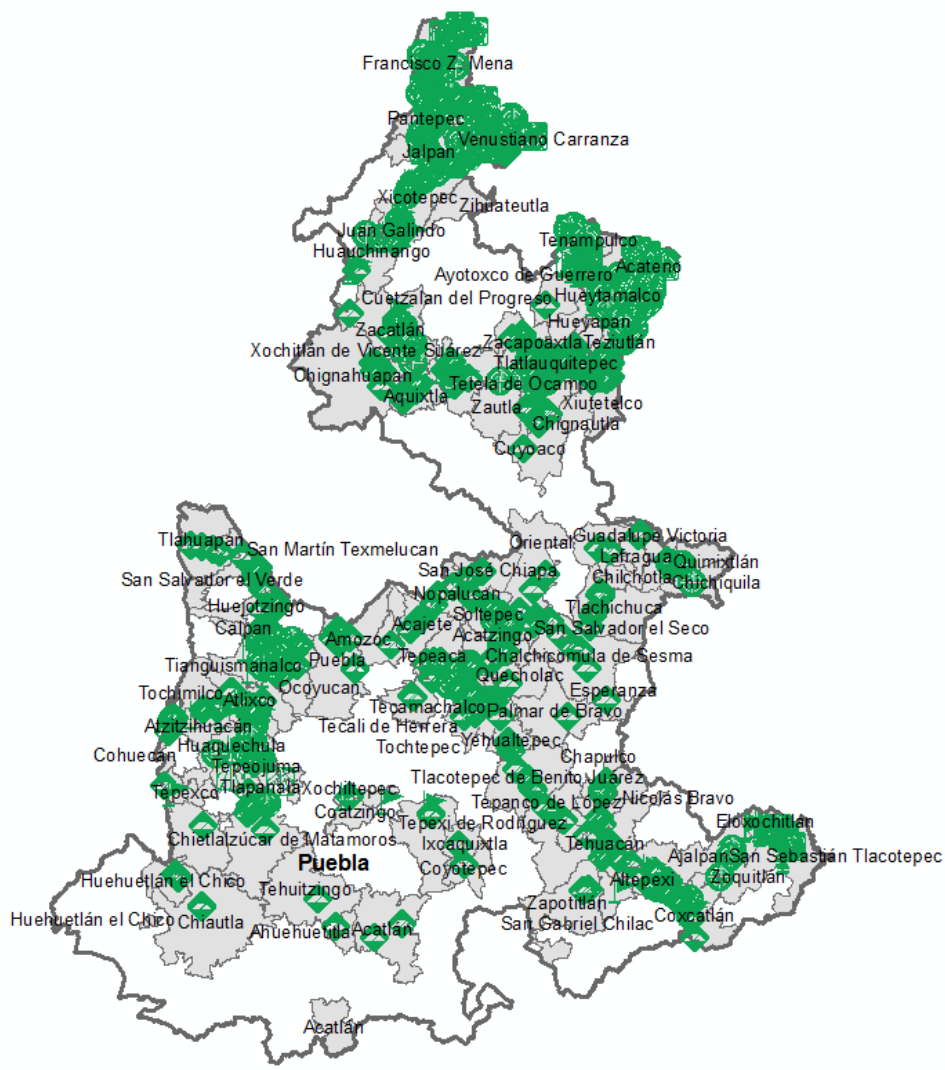 Francisco Z. Mena
Pantepec
Venustiano Carranza
Jalpan
Xicotepec
Zihuateutla
Juan Galindo
Tenampulco
Huauchinango
Acateno
Ayotoxco de Guerrero
Cuetzalan del Progreso
Hueytamalco
Hueyapan
Zacatlán
Zacapoaxtla
Teziutlán
Xochitlán de Vicente Suárez
Tlatlauquitepec
Chignahuapan
Tetela de Ocampo
Aquixtla
Zautla
Xiutetelco
Chignautla
Cuyoaco
Tlahuapan
San Martín Texmelucan
Oriental
Guadalupe Victoria
Lafragua
Quimixtlán
San Salvador el Verde
San José Chiapa
Chilchotla
Chichiquila
Huejotzingo
Nopalucan
Soltepec
Tlachichuca
Calpan
Amozoc
Acajete
Acatzingo
San Salvador el Seco
Tianguismanalco
Puebla
Tepeaca
Chalchicomula de Sesma
Quecholac
Tochimilco
Atlixco
Ocoyucan
Esperanza
Tecamachalco
Palmar de Bravo
Atzitzihuacán
Tecali de Herrera
Cohuecan
Huaquechula
Tochtepec
Yehualtepec
Tepeojuma
Chapulco
Tepexco
Tlapanalá
Xochiltepec
Tlacotepec de Benito Juárez
Coatzingo
Tepanco de López
Nicolás Bravo
Tepexi de Rodríguez
Eloxochitlán
Chietla
Izúcar de Matamoros
Ixcaquixtla
Tehuacán
Puebla
Ajalpan
San Sebastián Tlacotepec
Huehuetlán el Chico
Tehuitzingo
Coyotepec
Altepexi
Zoquitlán
Zapotitlán
Huehuetlán el Chico
Chiautla
Ahuehuetitla
Acatlán
San Gabriel Chilac
Coxcatlán
Acatlán